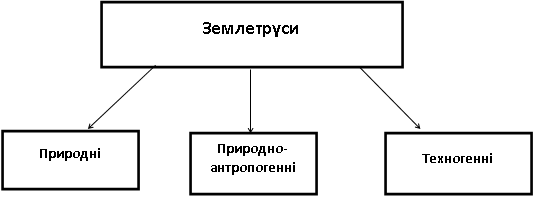 Землетруси
Природні
Природно-
антропогенні
Техногенні